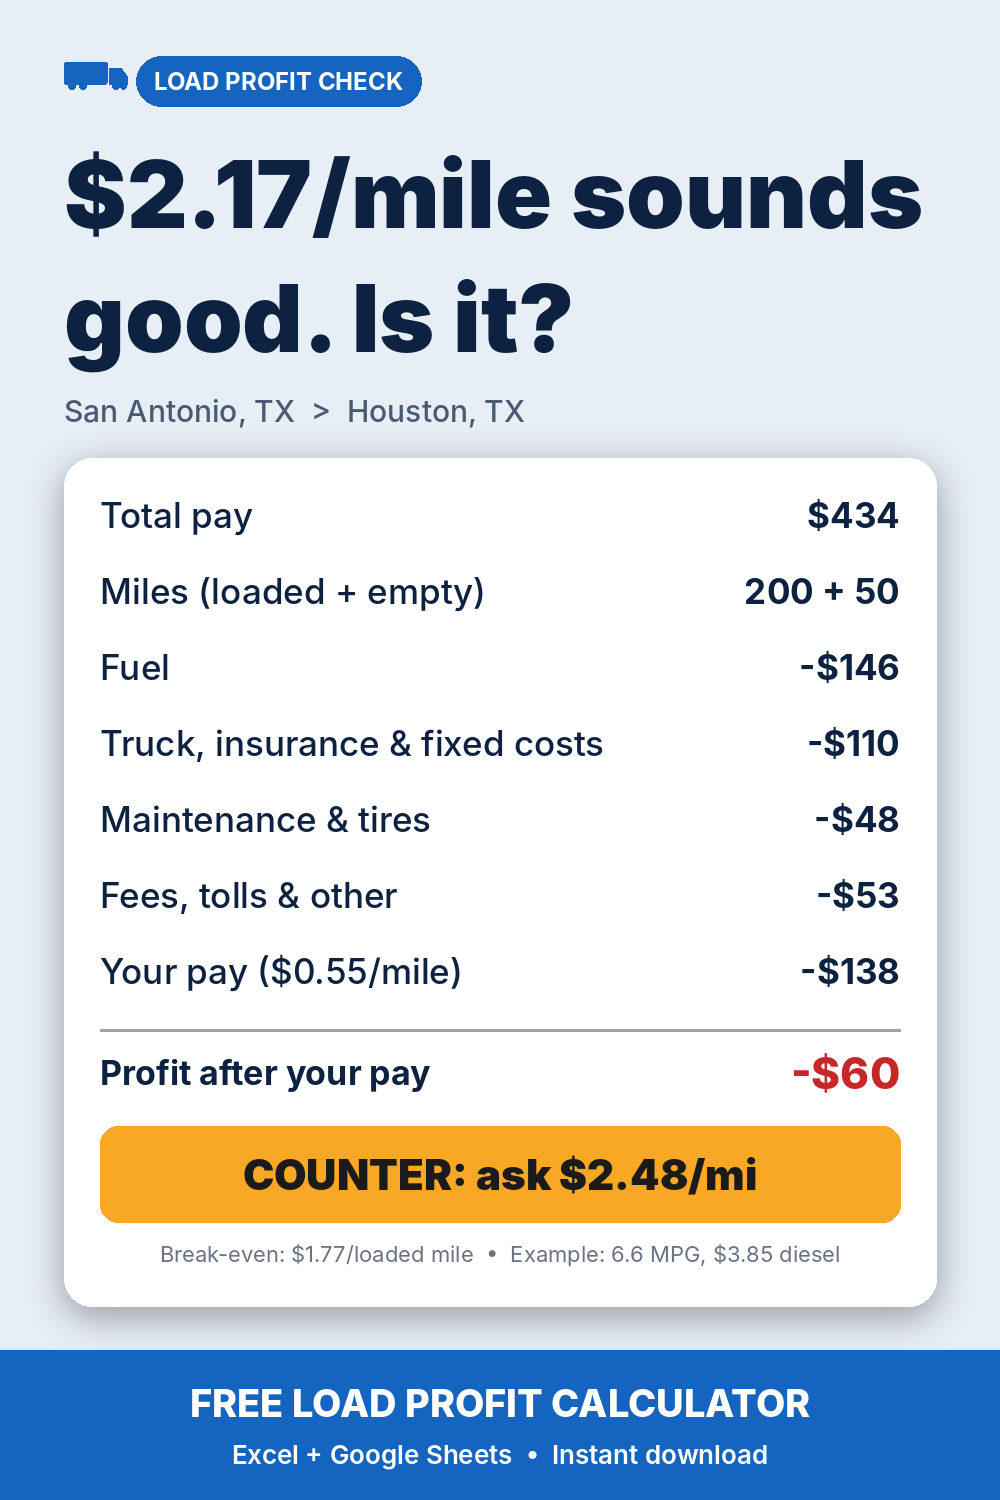 LOAD PROFIT CHECK
$2.17/mile sounds
good. Is it?
San Antonio, TX > Houston, TX
Total pay $434
Miles (loaded + empty) 200 + 50
Fuel -$146
Truck, insurance & fixed costs -$110
Maintenance & tires -$48
Fees, tolls & other -$53
Your pay ($0.55/mile) -$138
Profit after your pay -$60
COUNTER: ask $2.48/mi
Break-even: $1.77/loaded mile • Example: 6.6 MPG, $3.85 diesel
FREE LOAD PROFIT CALCULATOR
Excel + Google Sheets • Instant download